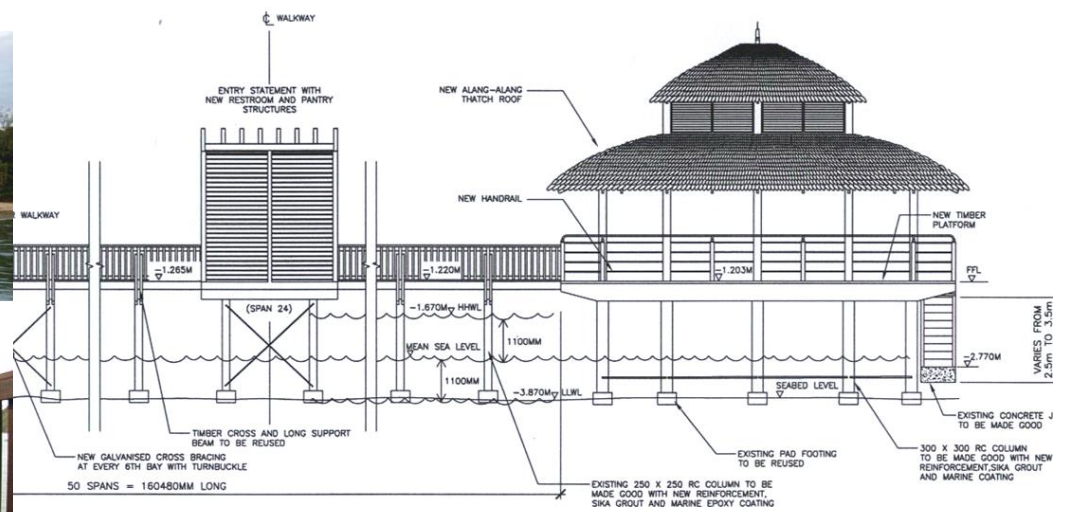 ℄ WALKWAY
ENTRY STATEMENT WITH
NEW RESTROOM AND PANTRY
STRUCTURES
NEW ALANG-ALANG
THATCH ROOF
WALKWAY
NEW HANDRAIL
NEW TIMBER
PLATFORM
-1.265M
-1.220M
-1.203M
FFL
(SPAN 24)
-1.670M HHWL
MEAN SEA LEVEL
1100MM
1100MM
-2.770M
VARIES FROM
2.5m TO 3.5m
-3.870M LLWL
SEABED LEVEL
EXISTING CONCRETE J
TO BE MADE GOOD
TIMBER CROSS AND LONG SUPPORT
BEAM TO BE REUSED
NEW GALVANISED CROSS BRACING
AT EVERY 6TH BAY WITH TURNBUCKLE
EXISTING PAD FOOTING
TO BE REUSED
300 X 300 RC COLUMN
TO BE MADE GOOD WITH NEW
REINFORCEMENT,SIKA GROUT
AND MARINE COATING
50 SPANS = 160480MM LONG
EXISTING 250 X 250 RC COLUMN TO BE
MADE GOOD WITH NEW REINFORCEMENT,
SIKA GROUT AND MARINE EPOXY COATING